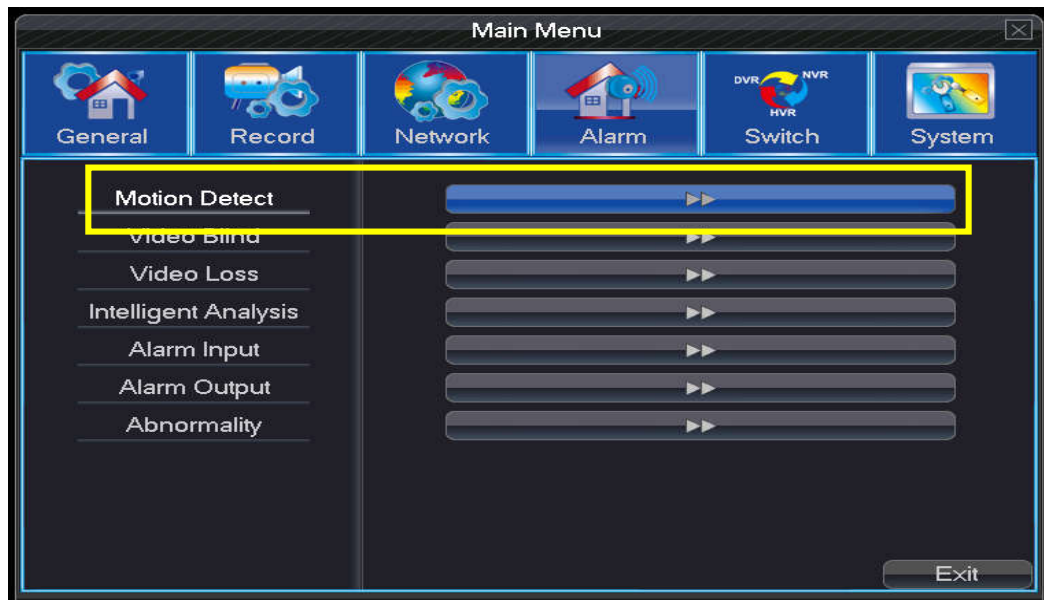 Main Menu
DVR NVR
HVR
General Record Network Alarm Switch System
Motion Detect
Video Blind
Video Loss
Intelligent Analysis
Alarm Input
Alarm Output
Abnormality
Exit